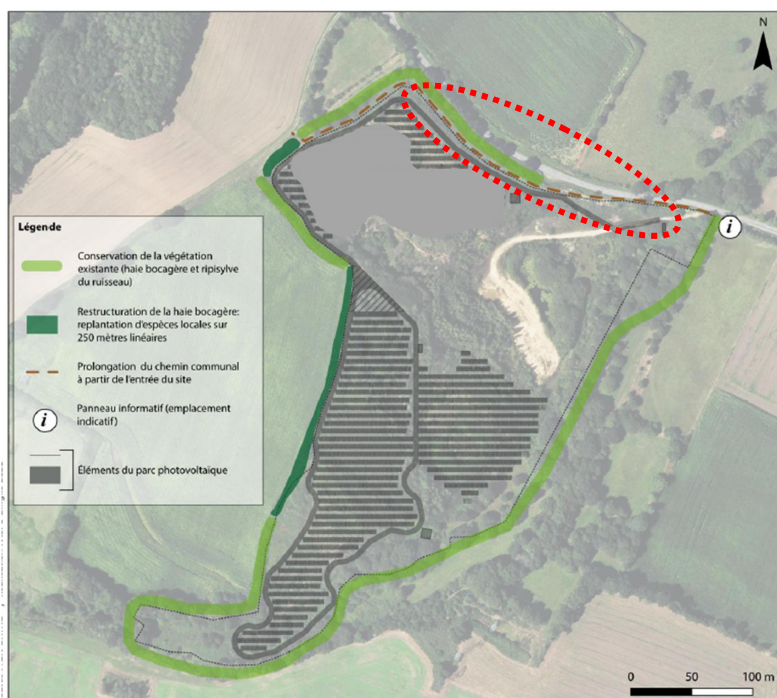 N
Légende
Conservation de la végétation
existante (haie bocagère et ripisylve
du ruisseau)
Restructuration de la haie bocagère:
replantation d'espèces locales sur
250 mètres linéaires
Prolongation du chemin communal
à partir de l'entrée du site
i
Panneau informatif (emplacement
indicatif)
Éléments du parc photovoltaïque
i
0 50 100 m